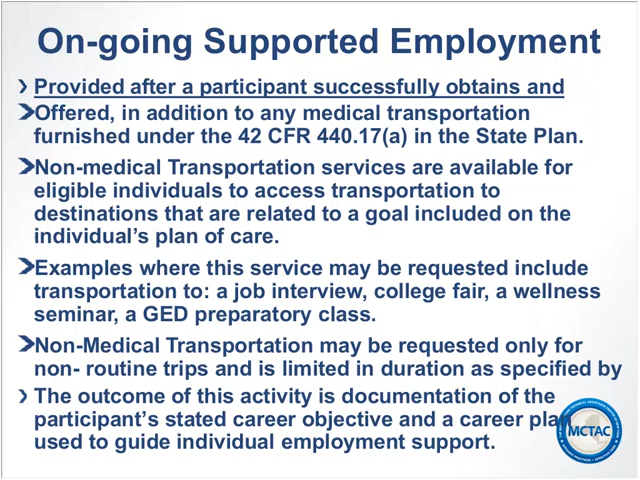 On-going Supported Employment
Provided after a participant successfully obtains and
Offered, in addition to any medical transportation
furnished under the 42 CFR 440.17(a) in the State Plan.
Non-medical Transportation services are available for
eligible individuals to access transportation to
destinations that are related to a goal included on the
individual's plan of care.
Examples where this service may be requested include
transportation to: a job interview, college fair, a wellness
seminar, a GED preparatory class.
Non-Medical Transportation may be requested only for
non- routine trips and is limited in duration as specified by
The outcome of this activity is documentation of the
participant's stated career objective and a career plan
used to guide individual employment support.
MCTAC